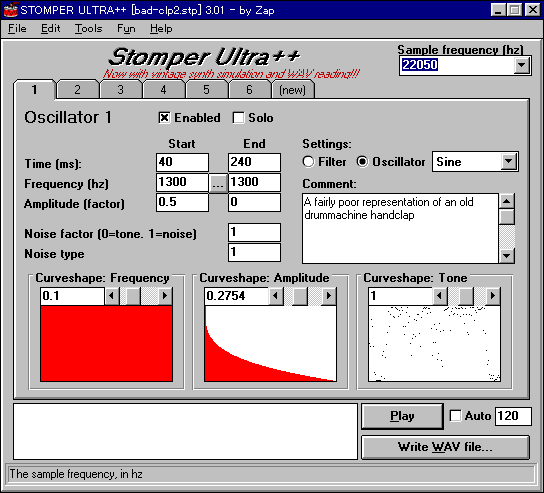 STOMPER ULTRA++ [bad-clp2.stp] 3.01 - by Zap
File Edit Tools Fun Help
Stomper Ultra++
Now with vintage synth simulation and WAV reading!!!
Sample frequency (hz)
22050
1 2 3 4 5 6 (new)
Oscillator 1
Enabled Solo
Start End
Time (ms): 40 240
Frequency (hz) 1300 ... 1300
Amplitude (factor) 0.5 0
Noise factor (0=tone. 1=noise) 1
Noise type 1
Settings:
Filter Oscillator Sine
Comment:
A fairly poor representation of an old
drummachine handclap
Curveshape: Frequency
0.1
Curveshape: Amplitude
0.2754
Curveshape: Tone
1
Play Auto 120
Write WAV file...
The sample frequency, in hz